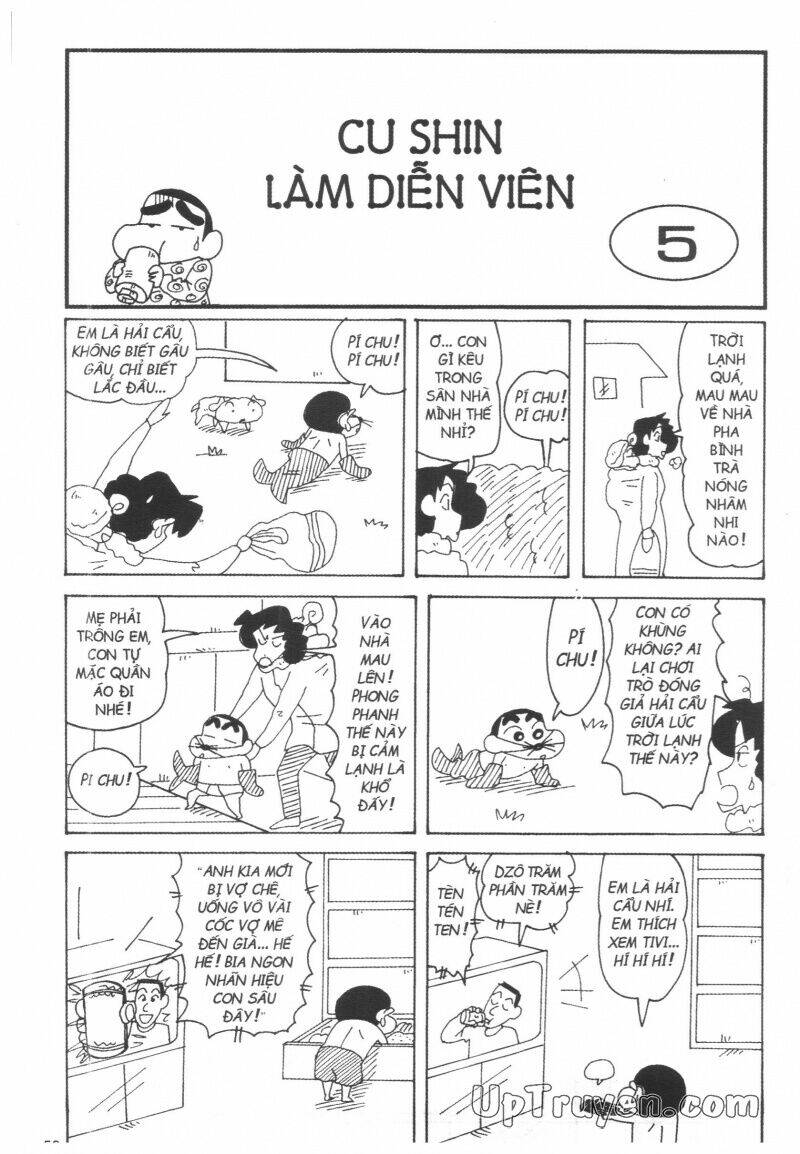 CU SHIN
LÀM DIỄN VIÊN
5
TRỜI
LẠNH
QUÁ,
MAU MAU
VỀ NHÀ
PHA
BÌNH
TRÀ
NÓNG
NHÂM
NHI
NÀO!
PÍ CHU!
PÍ CHU!
Ơ... CON
GÌ KÊU
TRONG
SÂN NHÀ
MÌNH THẾ
NHỈ?
PÍ CHU!
PÍ CHU!
EM LÀ HẢI CẨU,
KHÔNG BIẾT GÂU
GÂU, CHỈ BIẾT
LẮC ĐẦU...
CON CÓ
KHÙNG
KHÔNG? AI
LẠI CHƠI
TRÒ ĐÓNG
GIẢ HẢI CẨU
GIỮA LÚC
TRỜI LẠNH
THẾ NÀY?
PÍ
CHU!
VÀO
NHÀ
MAU
LÊN!
PHONG
PHANH
THẾ NÀY
BỊ CẢM
LẠNH LÀ
KHỔ
ĐẤY!
MẸ PHẢI
TRÔNG EM,
CON TỰ
MẶC QUẦN
ÁO ĐI
NHÉ!
PI CHU!
EM LÀ HẢI
CẨU NHÍ.
EM THÍCH
XEM TIVI...
HÍ HÍ HÍ!
DZÔ TRĂM
PHẦN TRĂM
NÈ!
TÈN
TÉN
TEN!
"ANH KIA MỚI
BỊ VỢ CHÊ,
UỐNG VÔ VÀI
CỐC VỢ MÊ
ĐẾN GIÀ... HẾ
HẾ! BIA NGON
NHÃN HIỆU
CON SÂU
ĐÂY!"
UpTruyen.com